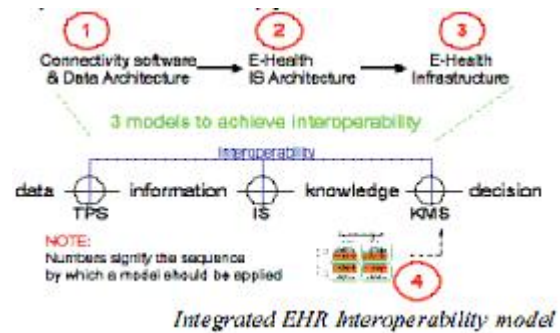 1 2 3
Connectivity software E-Health E-Health
& Data Architecture IS Architecture Infrastructure
3 models to achieve interoperability
Interoperability
data information knowledge decision
TPS IS KMS
NOTE:
Numbers signify the sequence
by which a model should be applied
4
Integrated EHR Interoperability model